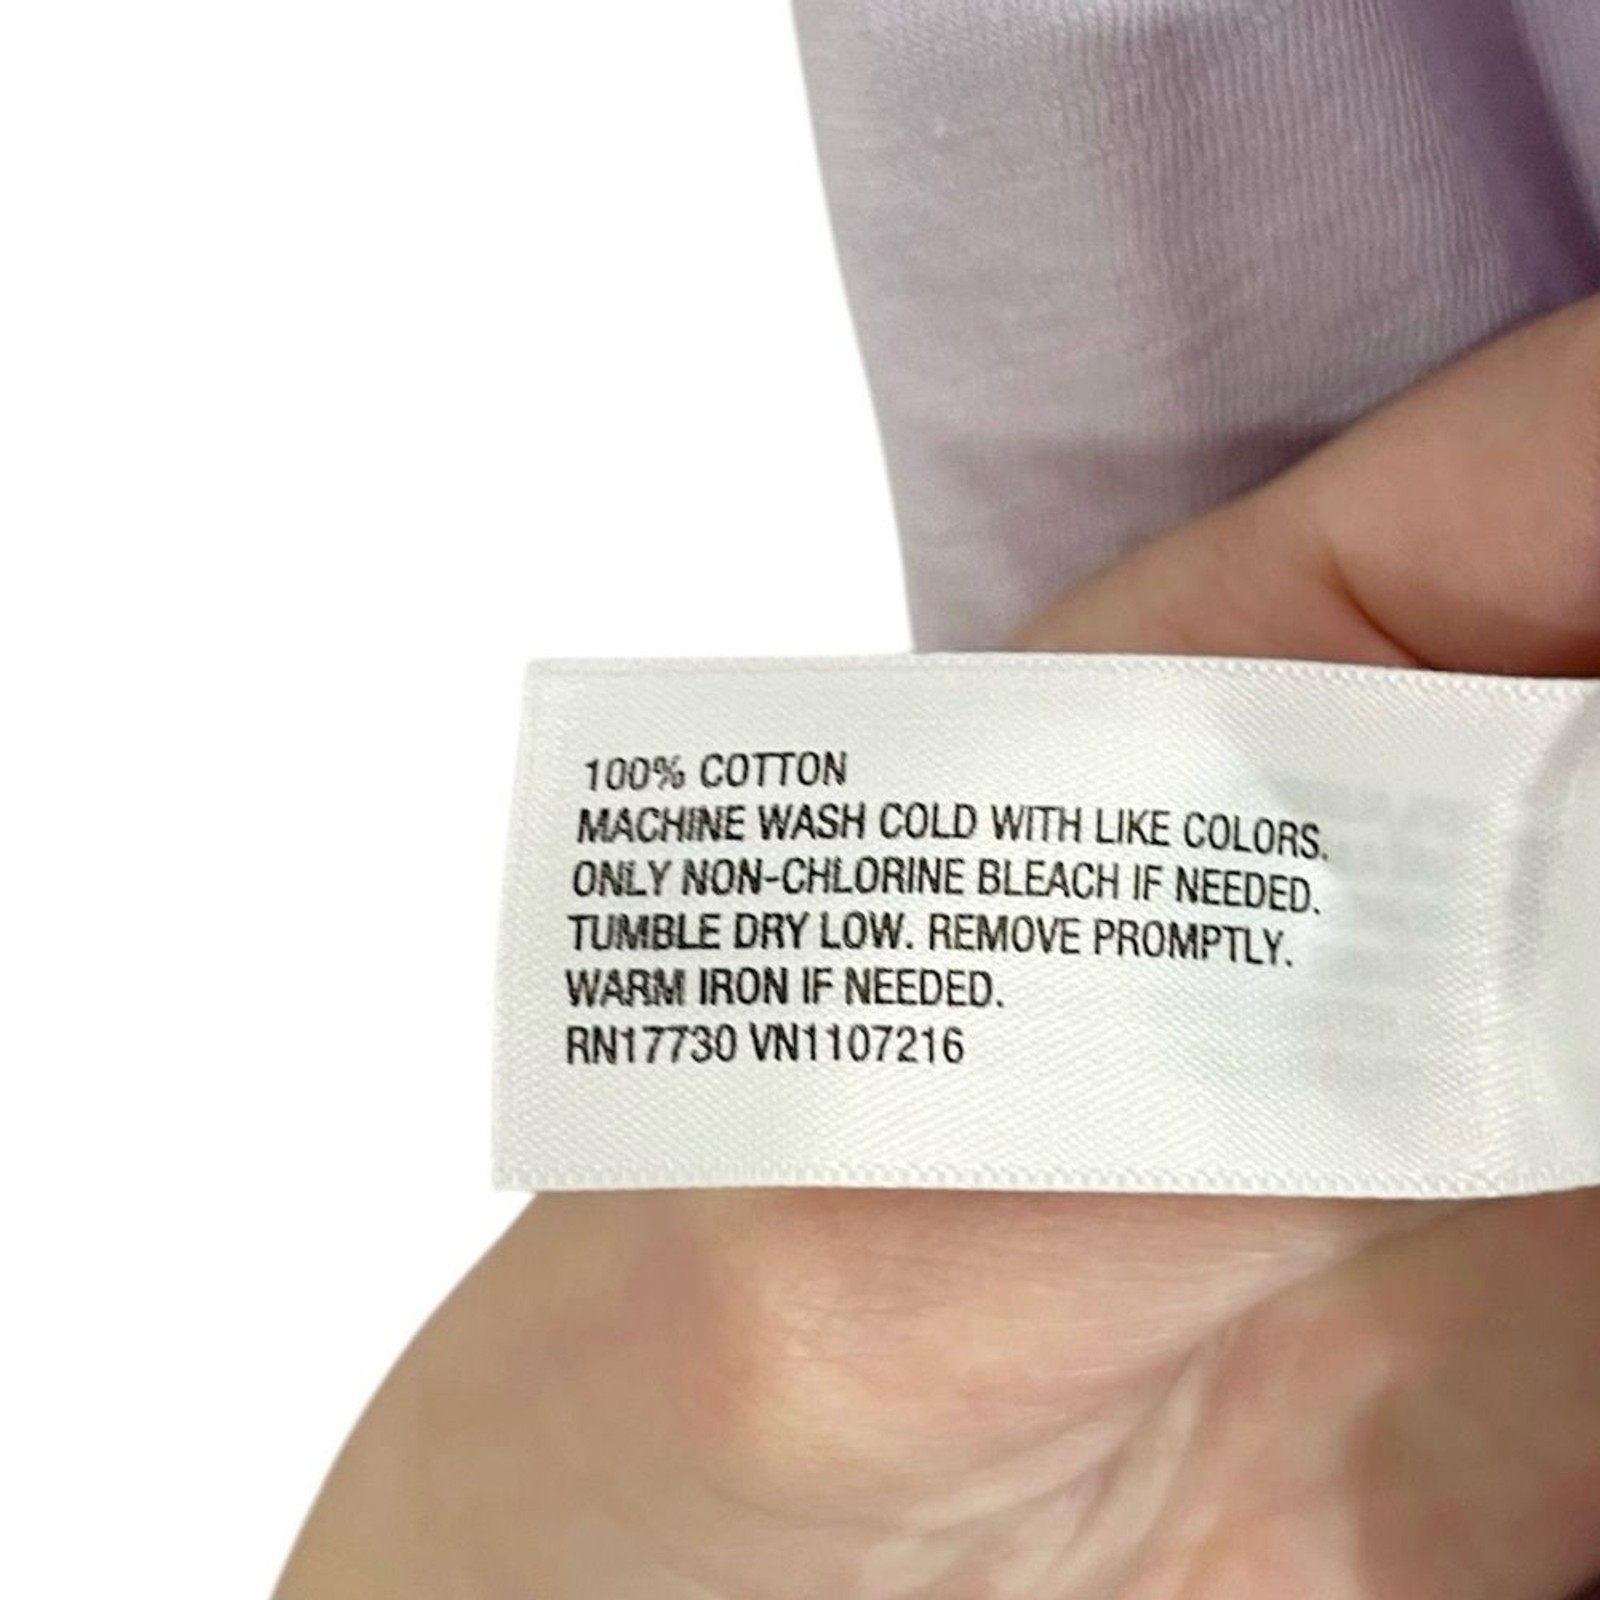 100% COTTON
MACHINE WASH COLD WITH LIKE COLORS.
ONLY NON-CHLORINE BLEACH IF NEEDED.
TUMBLE DRY LOW. REMOVE PROMPTLY.
WARM IRON IF NEEDED.
RN17730 VN1107216